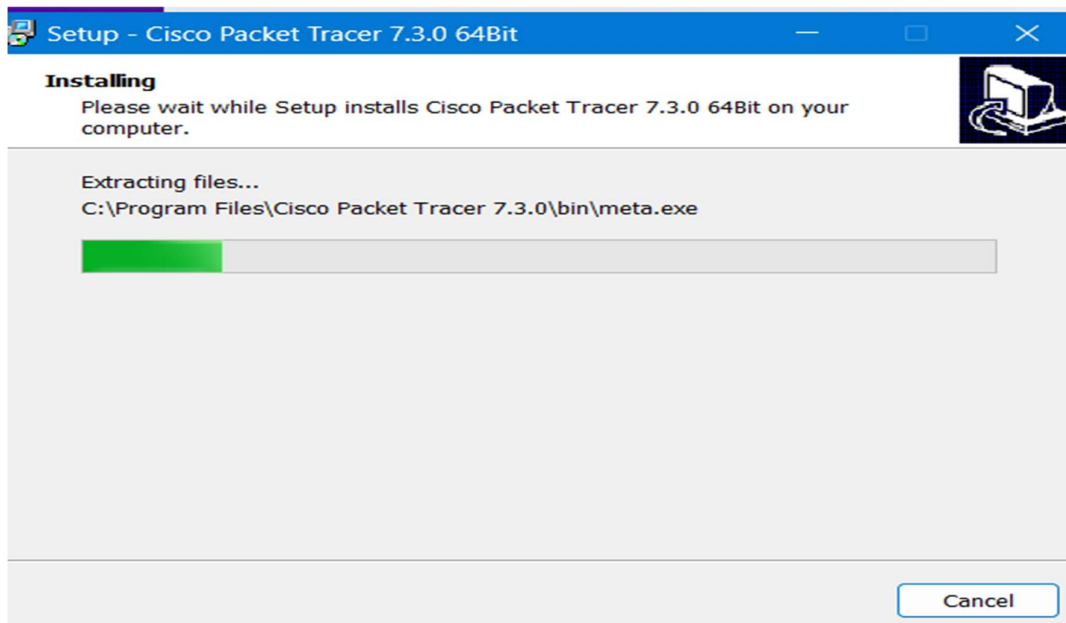 Setup - Cisco Packet Tracer 7.3.0 64Bit
Installing
Please wait while Setup installs Cisco Packet Tracer 7.3.0 64Bit on your
computer.
Extracting files...
C:\Program Files\Cisco Packet Tracer 7.3.0\bin\meta.exe
Cancel